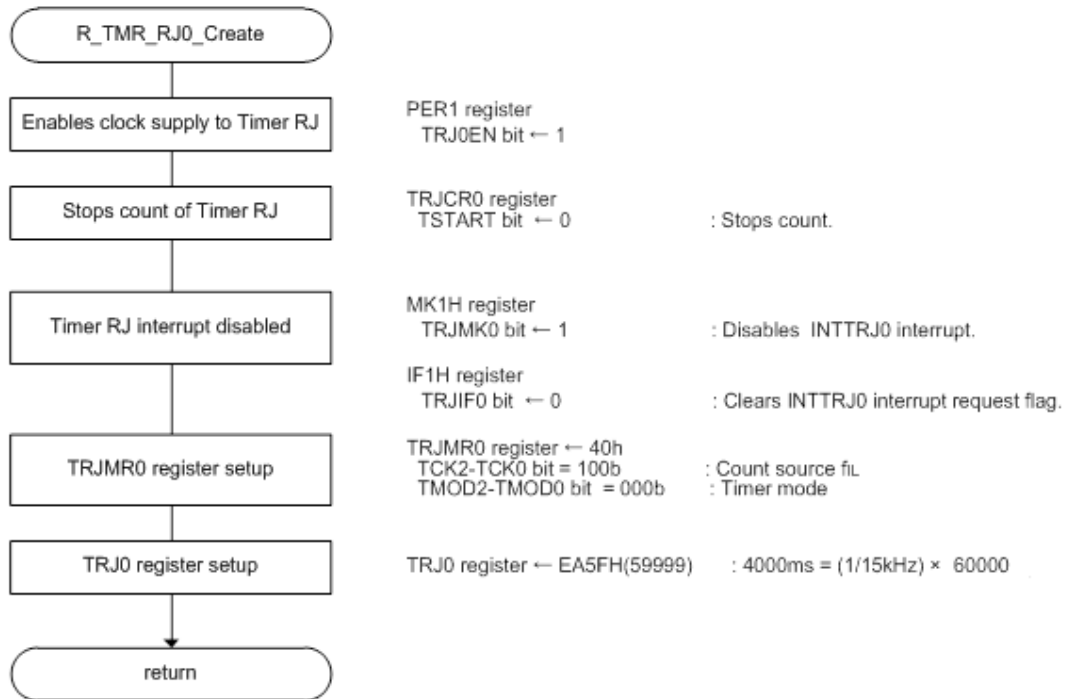 R_TMR_RJ0_Create
Enables clock supply to Timer RJ
PER1 register
TRJ0EN bit ← 1
Stops count of Timer RJ
TRJCR0 register
TSTART bit ← 0 : Stops count.
Timer RJ interrupt disabled
MK1H register
TRJMK0 bit ← 1 : Disables INTTRJ0 interrupt.
IF1H register
TRJIF0 bit ← 0 : Clears INTTRJ0 interrupt request flag.
TRJMR0 register setup
TRJMR0 register ← 40h
TCK2-TCK0 bit = 100b : Count source fIL
TMOD2-TMOD0 bit = 000b : Timer mode
TRJ0 register setup
TRJ0 register ← EA5FH(59999) : 4000ms = (1/15kHz) × 60000
return